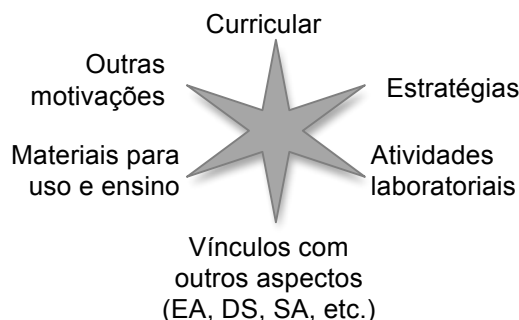 Curricular
Outras
motivações
Estratégias
Materiais para
uso e ensino
Atividades
laboratoriais
Vínculos com
outros aspectos
(EA, DS, SA, etc.)